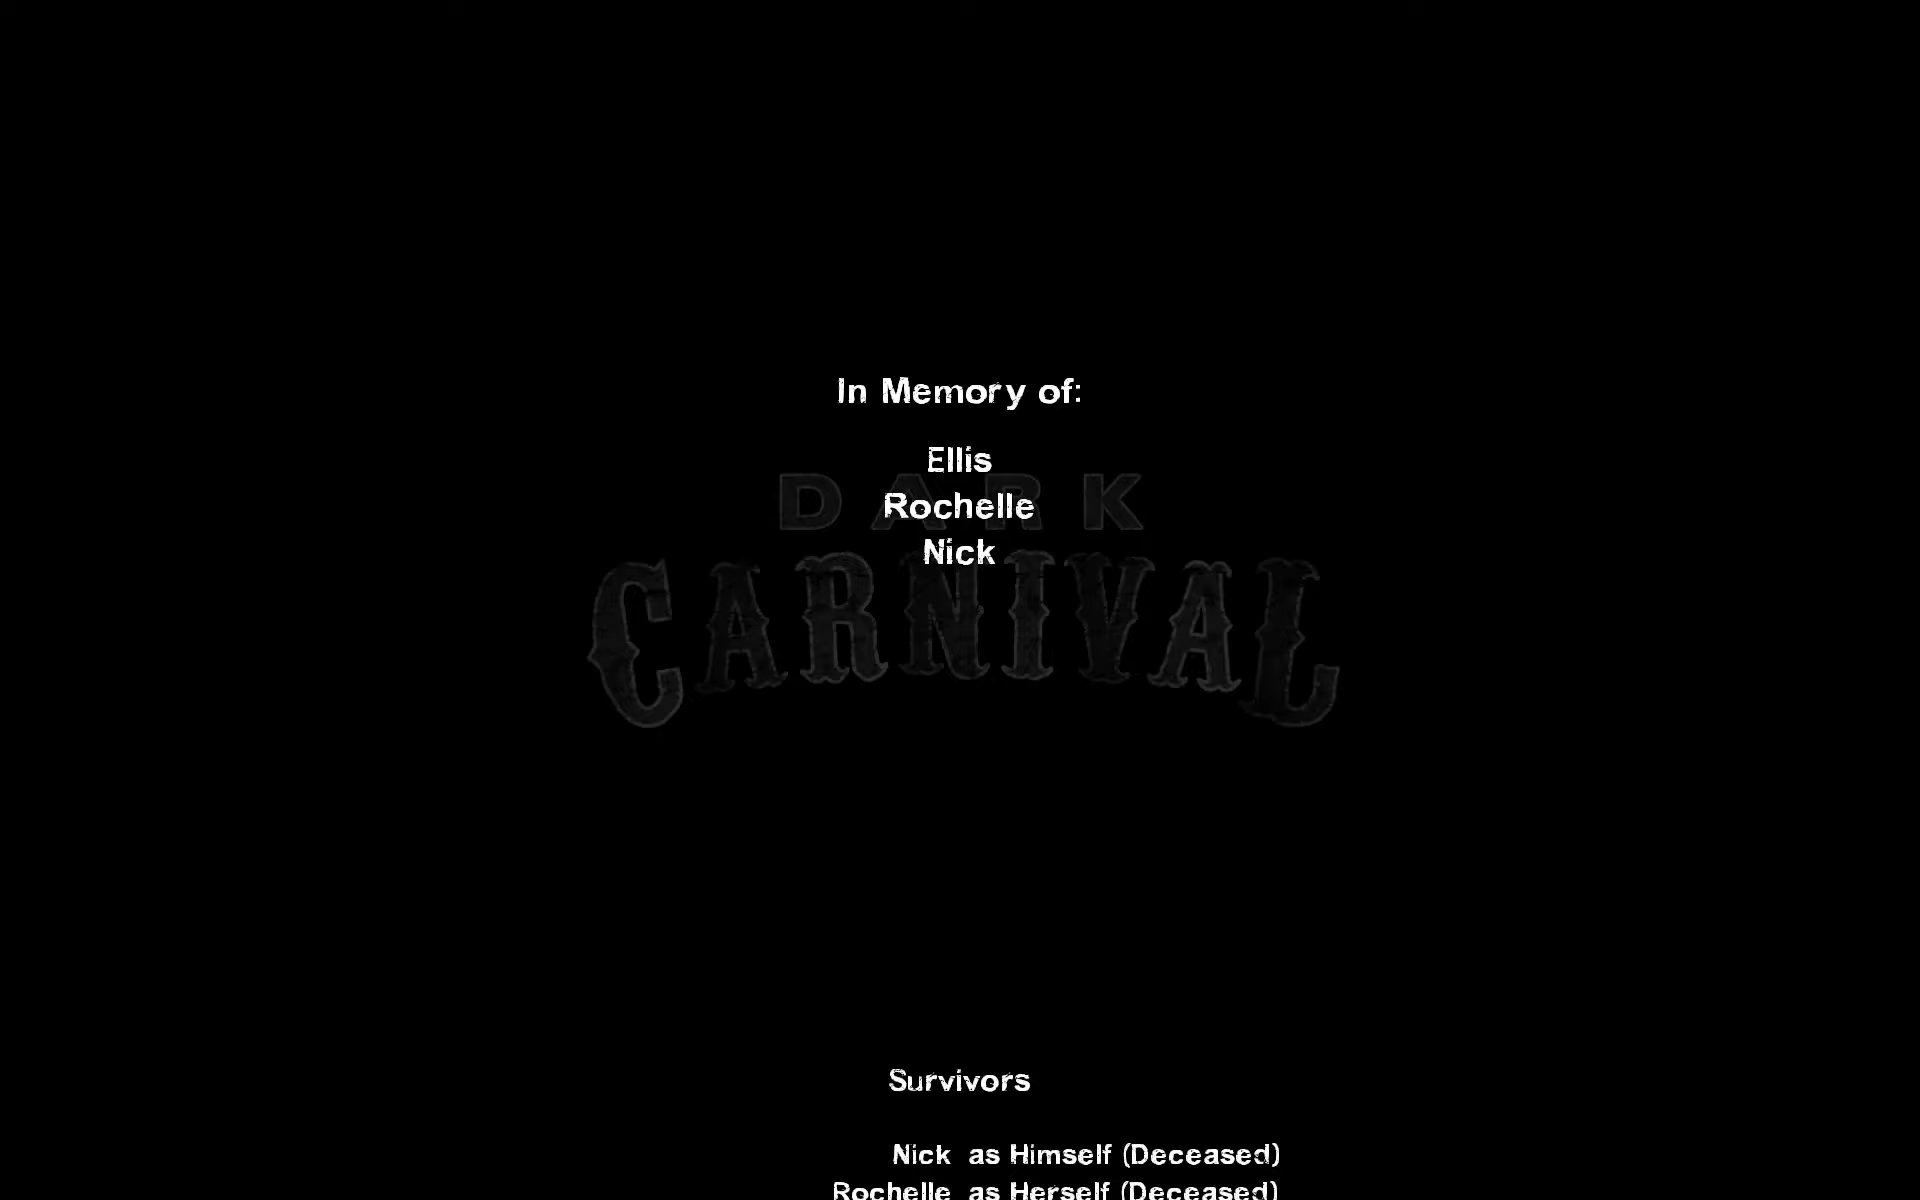 In Memory of:
Ellis
DARK
Rochelle
Nick
CARNIVAL
Survivors
Nick as Himself (Deceased)
Rochelle as Herself (Deceased)